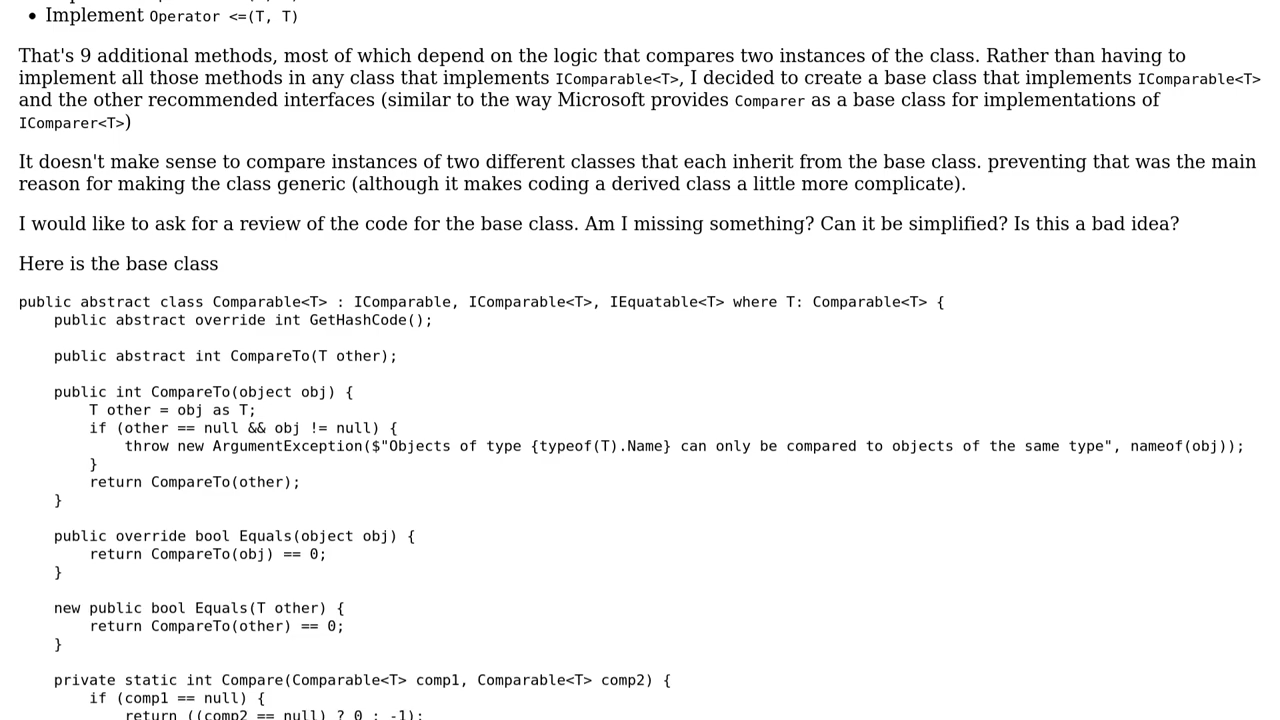 • Implement Operator <=(T, T)
That's 9 additional methods, most of which depend on the logic that compares two instances of the class. Rather than having to
implement all those methods in any class that implements IComparable<T>, I decided to create a base class that implements IComparable<T>
and the other recommended interfaces (similar to the way Microsoft provides Comparer as a base class for implementations of
IComparer<T>)
It doesn't make sense to compare instances of two different classes that each inherit from the base class. preventing that was the main
reason for making the class generic (although it makes coding a derived class a little more complicate).
I would like to ask for a review of the code for the base class. Am I missing something? Can it be simplified? Is this a bad idea?
Here is the base class
public abstract class Comparable<T> : IComparable, IComparable<T>, IEquatable<T> where T: Comparable<T> {
    public abstract override int GetHashCode();
    public abstract int CompareTo(T other);
    public int CompareTo(object obj) {
        T other = obj as T;
        if (other == null && obj != null) {
            throw new ArgumentException($"Objects of type {typeof(T).Name} can only be compared to objects of the same type", nameof(obj));
        }
        return CompareTo(other);
    }
    public override bool Equals(object obj) {
        return CompareTo(obj) == 0;
    }
    new public bool Equals(T other) {
        return CompareTo(other) == 0;
    }
    private static int Compare(Comparable<T> comp1, Comparable<T> comp2) {
        if (comp1 == null) {
            return ((comp2 == null) ? 0 : -1);